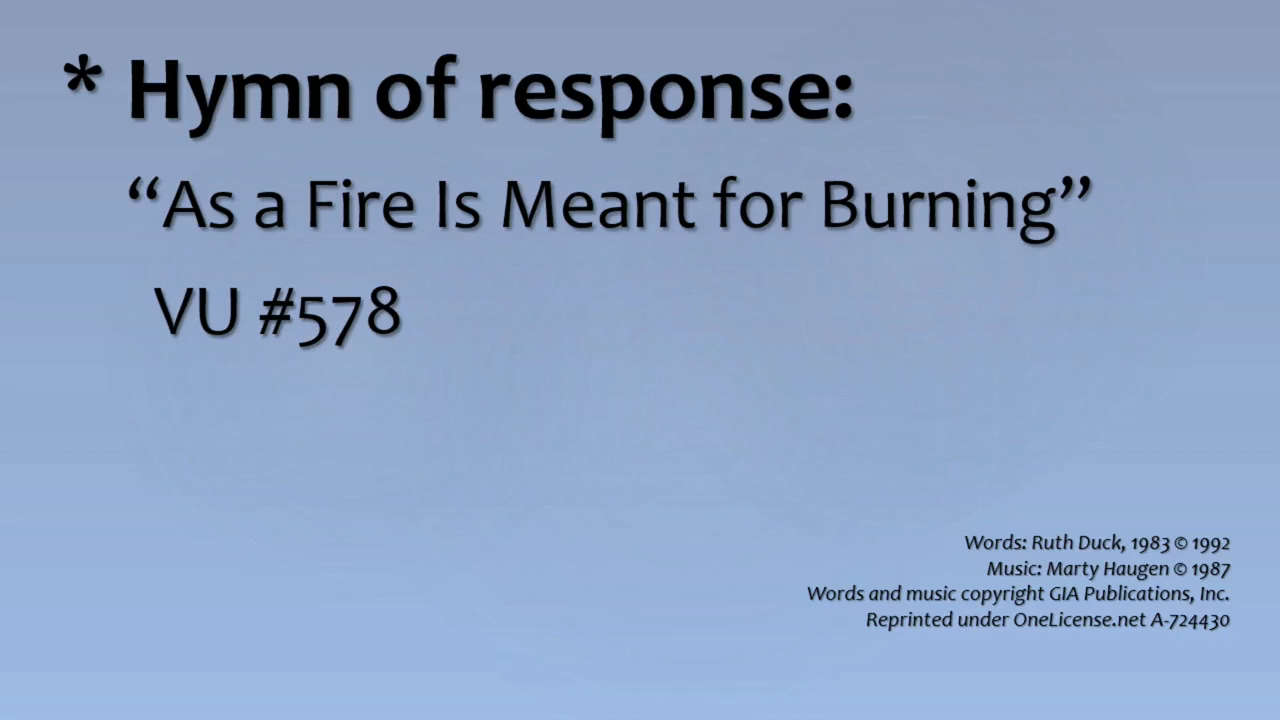 * Hymn of response:
“As a Fire Is Meant for Burning”
VU #578
Words: Ruth Duck, 1983 © 1992
Music: Marty Haugen © 1987
Words and music copyright GIA Publications, Inc.
Reprinted under OneLicense.net A-724430